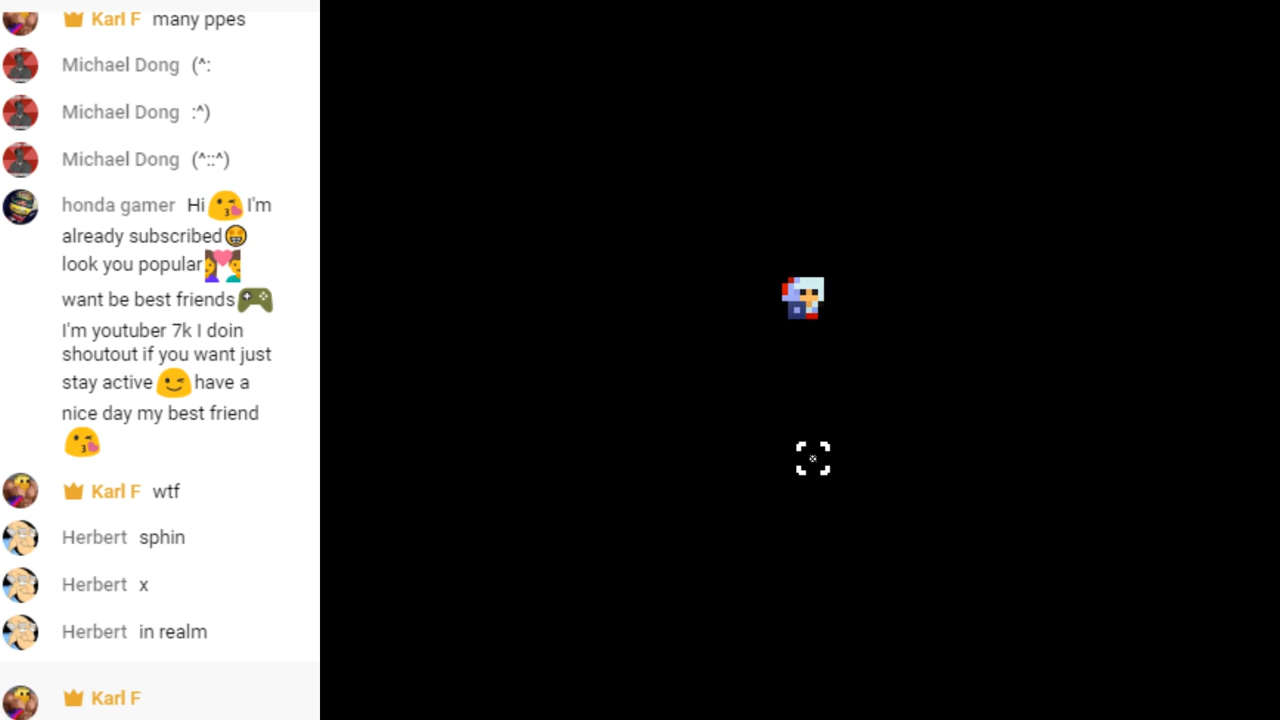 Karl F many ppes
Michael Dong (^:
Michael Dong :^)
Michael Dong (^::^)
honda gamer Hi 😘 I'm
already subscribed 😁
look you popular 👩‍❤️‍👨
want be best friends 🎮
I'm youtuber 7k I doin
shoutout if you want just
stay active 😉 have a
nice day my best friend
😘
Karl F wtf
Herbert sphin
Herbert x
Herbert in realm
Karl F